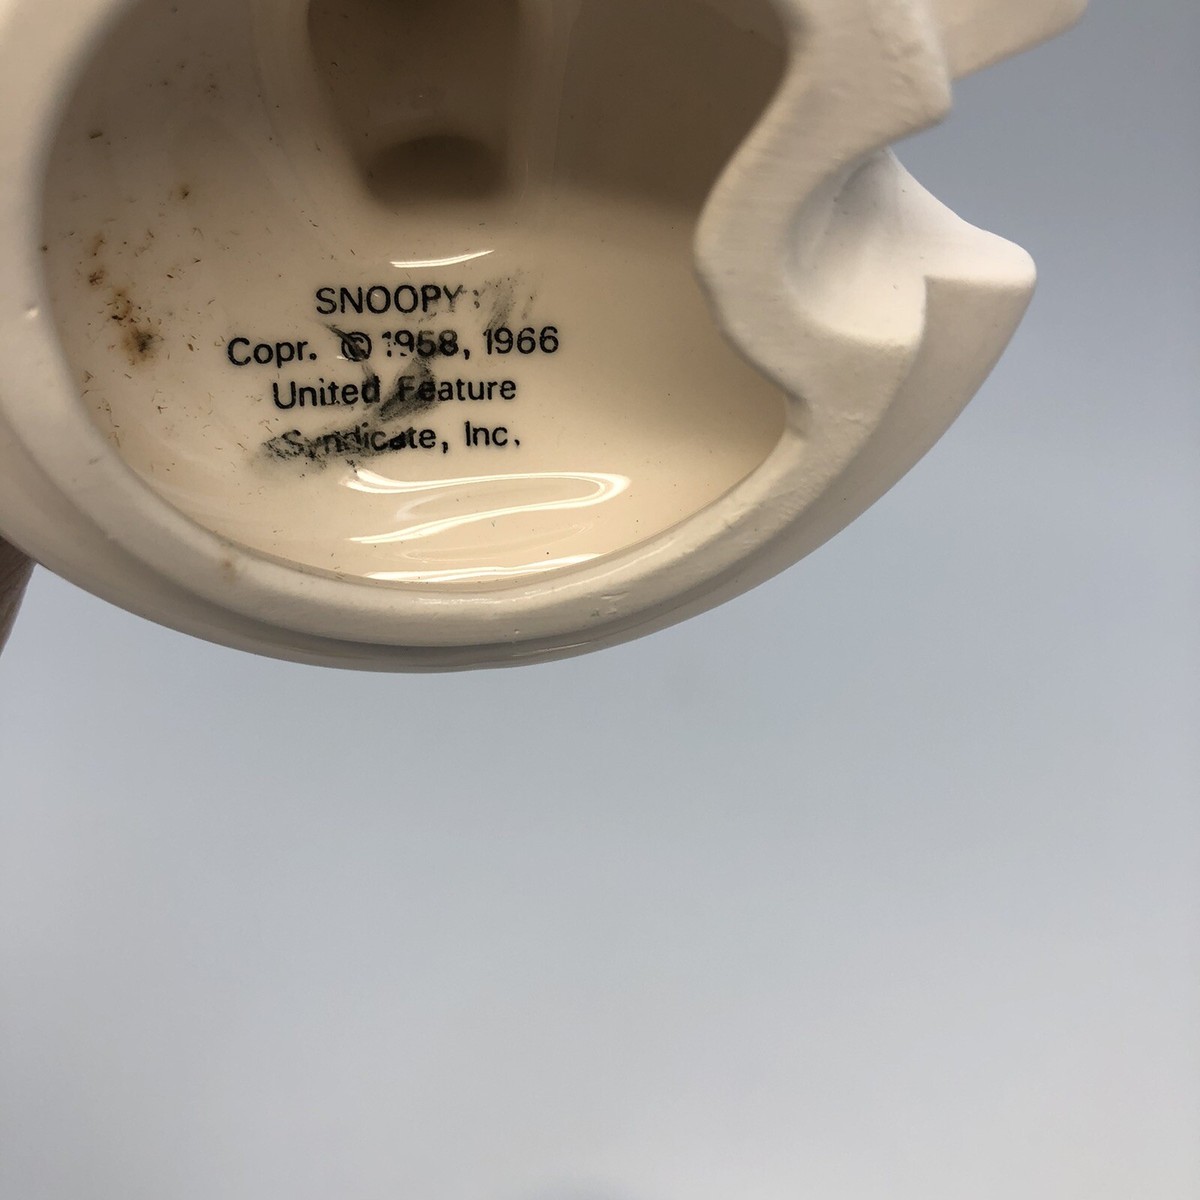 SNOOPY
Copr. © 1958, 1966
United Feature
Syndicate, Inc.